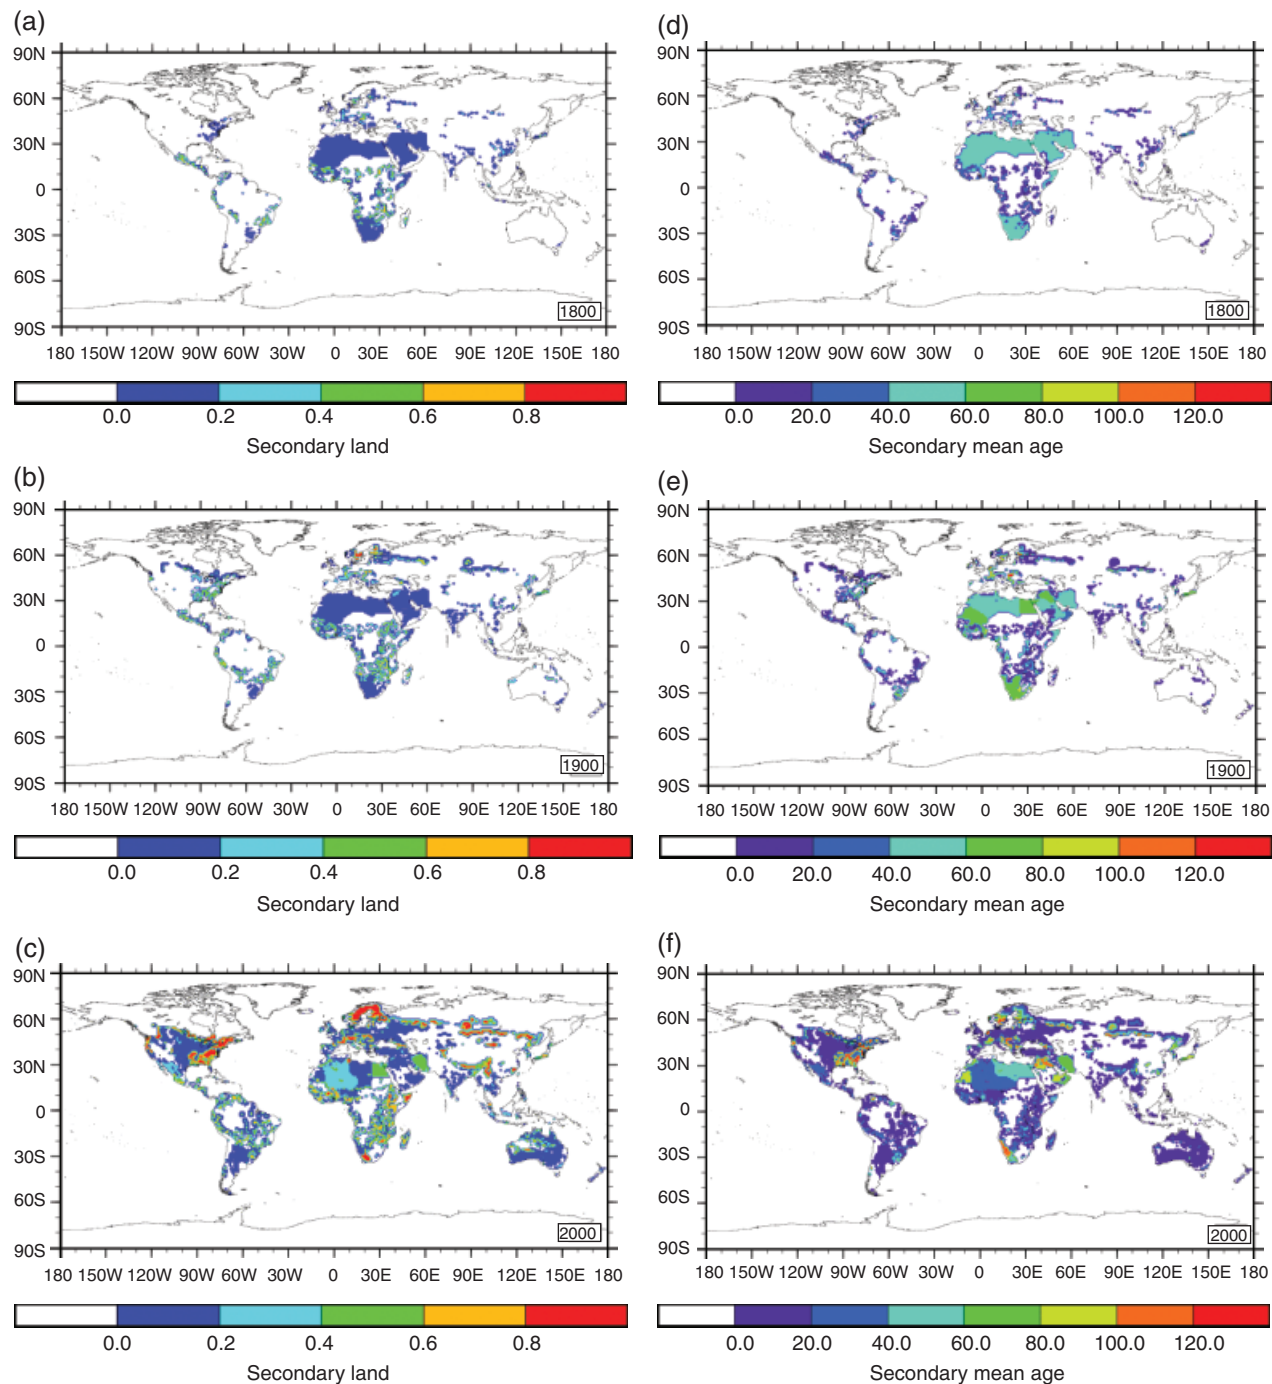 (a)
90N
60N
30N
0
30S
60S
90S
1800
180 150W 120W 90W 60W 30W 0 30E 60E 90E 120E 150E 180
0.0 0.2 0.4 0.6 0.8
Secondary land
(d)
90N
60N
30N
0
30S
60S
90S
1800
180 150W 120W 90W 60W 30W 0 30E 60E 90E 120E 150E 180
0.0 20.0 40.0 60.0 80.0 100.0 120.0
Secondary mean age
(b)
90N
60N
30N
0
30S
60S
90S
1900
180 150W 120W 90W 60W 30W 0 30E 60E 90E 120E 150E 180
0.0 0.2 0.4 0.6 0.8
Secondary land
(e)
90N
60N
30N
0
30S
60S
90S
1900
180 150W 120W 90W 60W 30W 0 30E 60E 90E 120E 150E 180
0.0 20.0 40.0 60.0 80.0 100.0 120.0
Secondary mean age
(c)
90N
60N
30N
0
30S
60S
90S
2000
180 150W 120W 90W 60W 30W 0 30E 60E 90E 120E 150E 180
0.0 0.2 0.4 0.6 0.8
Secondary land
(f)
90N
60N
30N
0
30S
60S
90S
2000
180 150W 120W 90W 60W 30W 0 30E 60E 90E 120E 150E 180
0.0 20.0 40.0 60.0 80.0 100.0 120.0
Secondary mean age